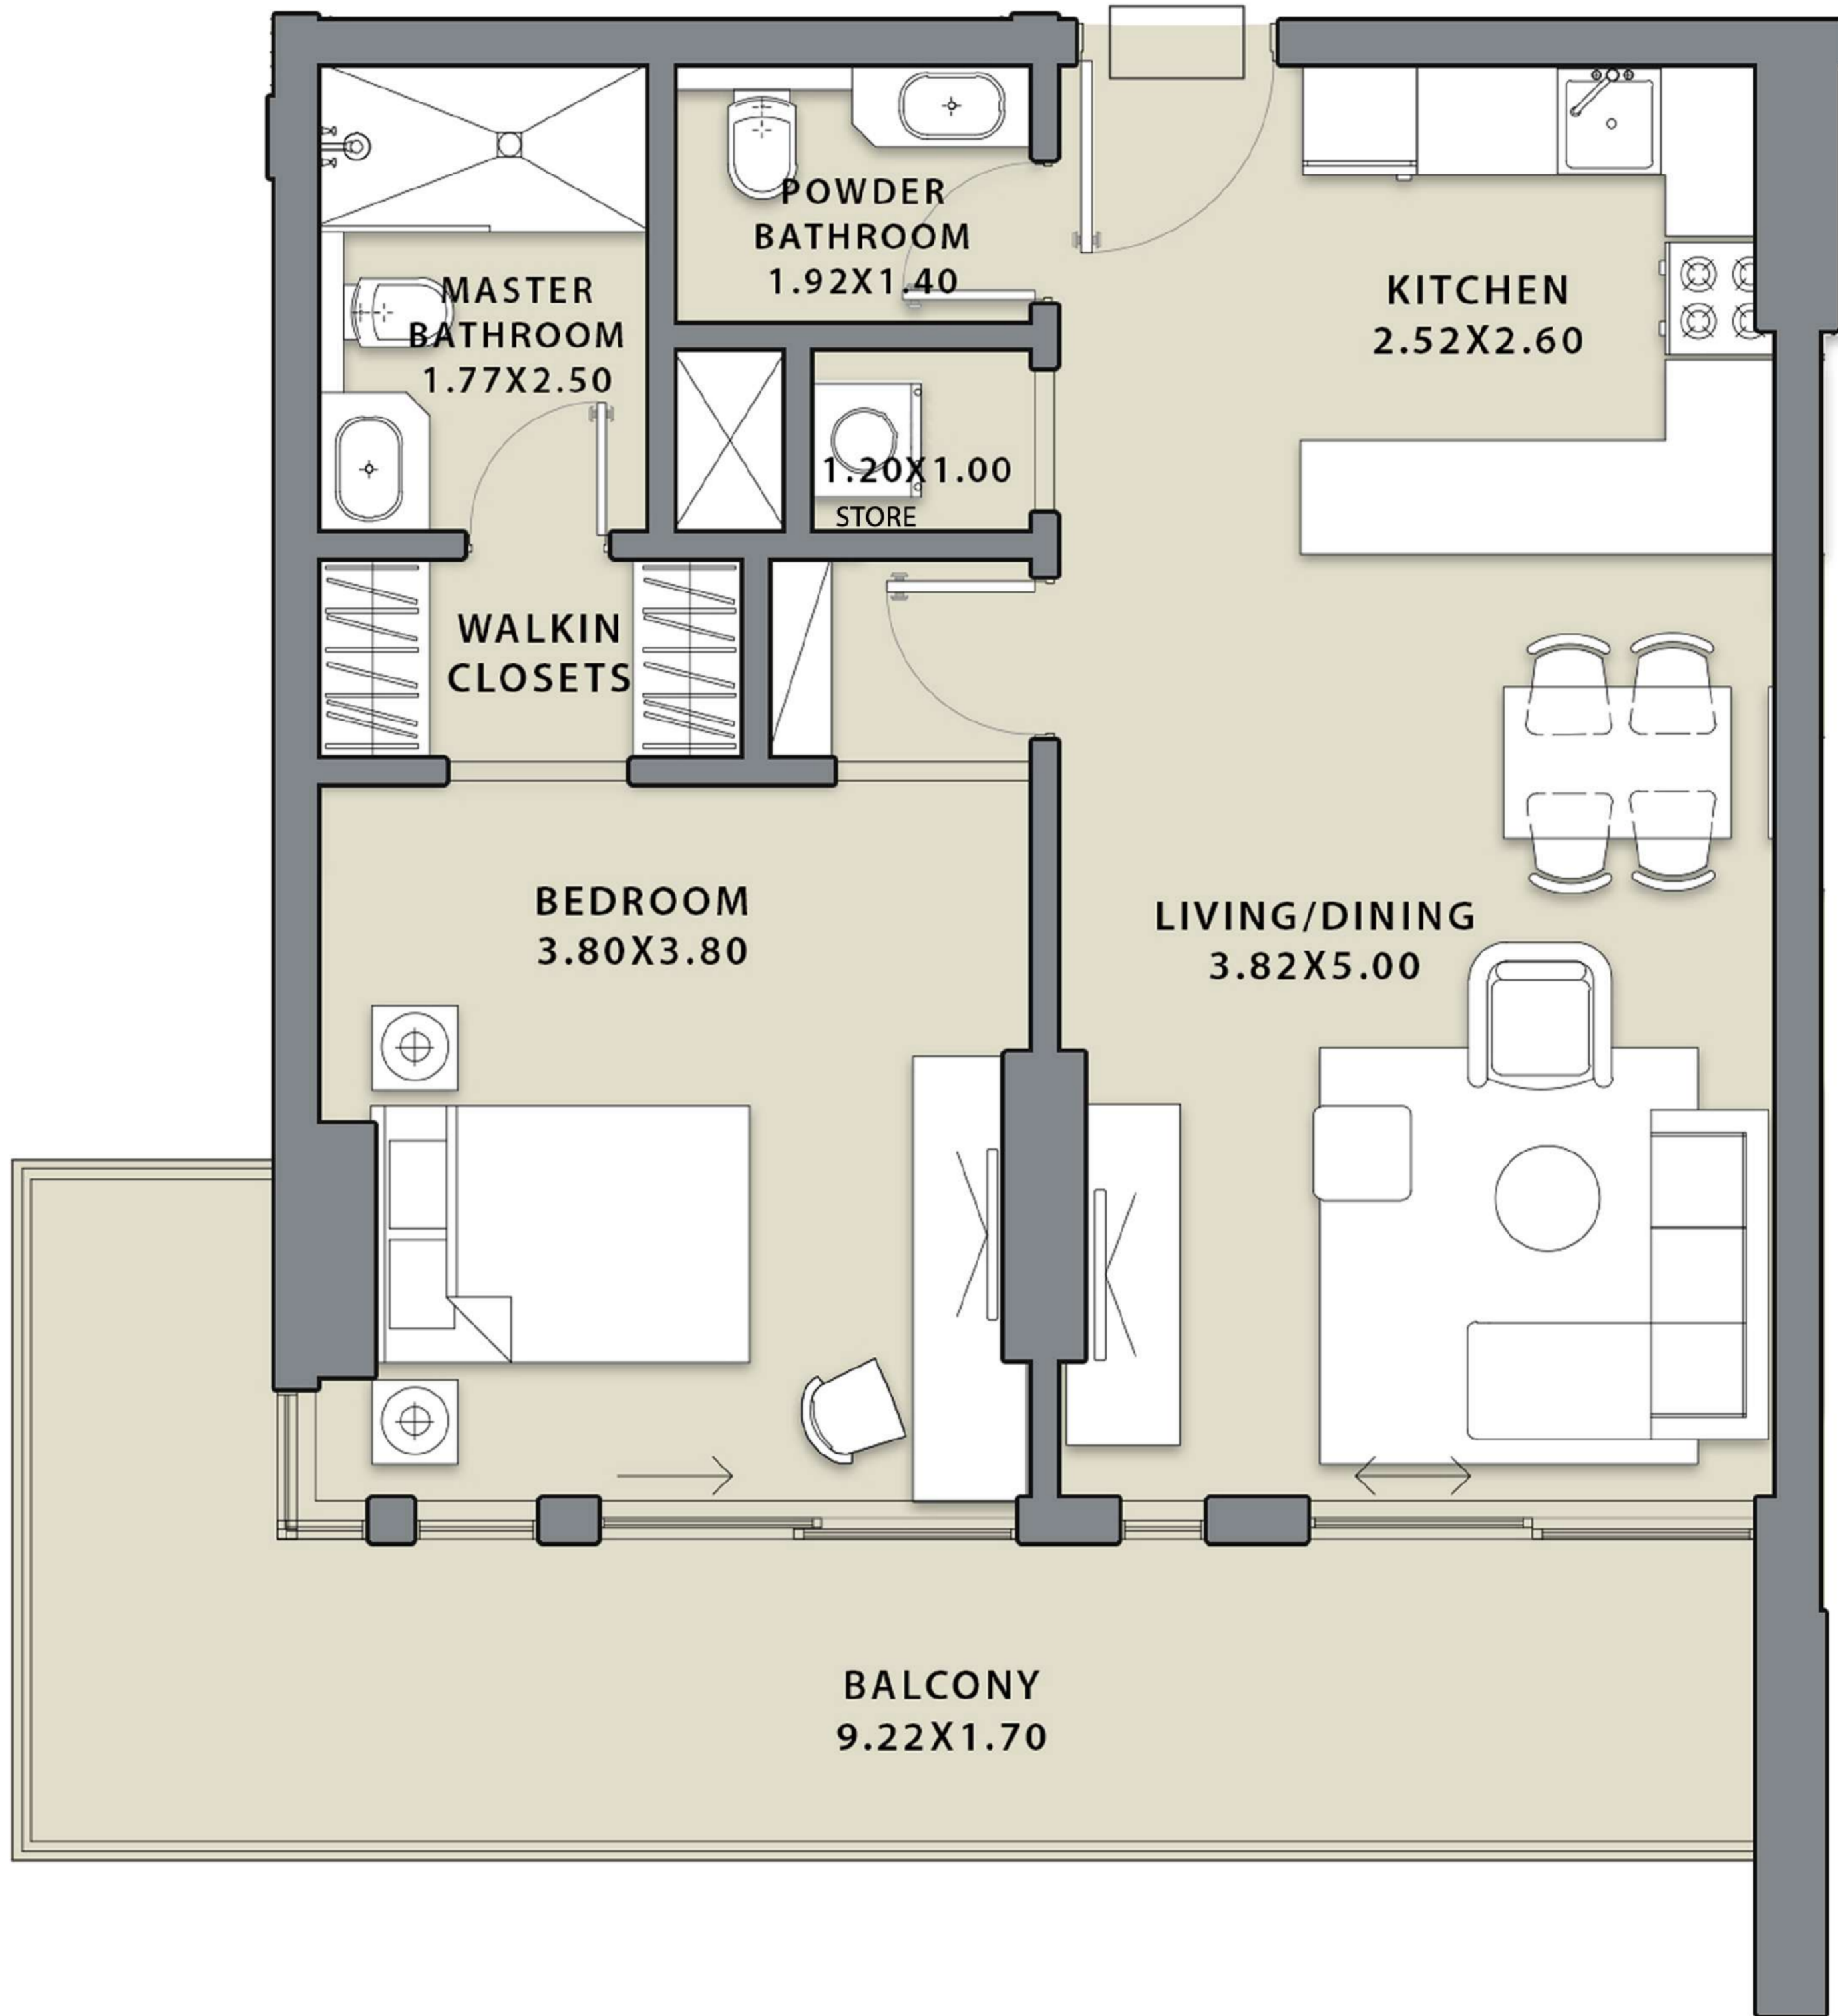 POWDER
BATHROOM
1.92X1.40
MASTER
BATHROOM
1.77X2.50
KITCHEN
2.52X2.60
1.20X1.00
STORE
WALKIN
CLOSETS
BEDROOM
3.80X3.80
LIVING/DINING
3.82X5.00
BALCONY
9.22X1.70